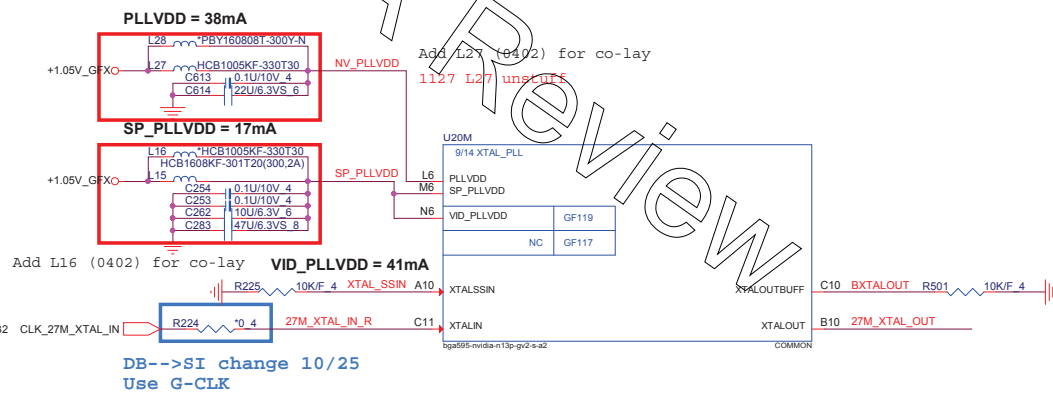 PLLVDD = 38mA
L28 *PBY160808T-300Y-N
+1.05V_GFX
L27 HCB1005KF-330T30
NV_PLLVDD
C613 0.1U/10V_4
C614 22U/6.3VS_6
Add L27 (0402) for co-lay
1127 L27 unstuff
Review
SP_PLLVDD = 17mA
L16 *HCB1005KF-330T30
HCB1608KF-301T20(300,2A)
L15
+1.05V_GFX
SP_PLLVDD
C254 0.1U/10V_4
C253 0.1U/10V_4
C262 10U/6.3V_6
C283 47U/6.3VS_8
Add L16 (0402) for co-lay
VID_PLLVDD = 41mA
U20M
9/14 XTAL_PLL
L6 PLLVDD
M6 SP_PLLVDD
N6 VID_PLLVDD GF119
NC GF117
R225 10K/F_4 XTAL_SSIN A10 XTALSSIN
XTALOUTBUFF C10 BXTALOUT R501 10K/F_4
CLK_27M_XTAL_IN R224 *0_4 27M_XTAL_IN_R C11 XTALIN
XTALOUT B10 27M_XTAL_OUT
bga595-nvidia-n13p-gv2-s-a2 COMMON
DB-->SI change 10/25
Use G-CLK